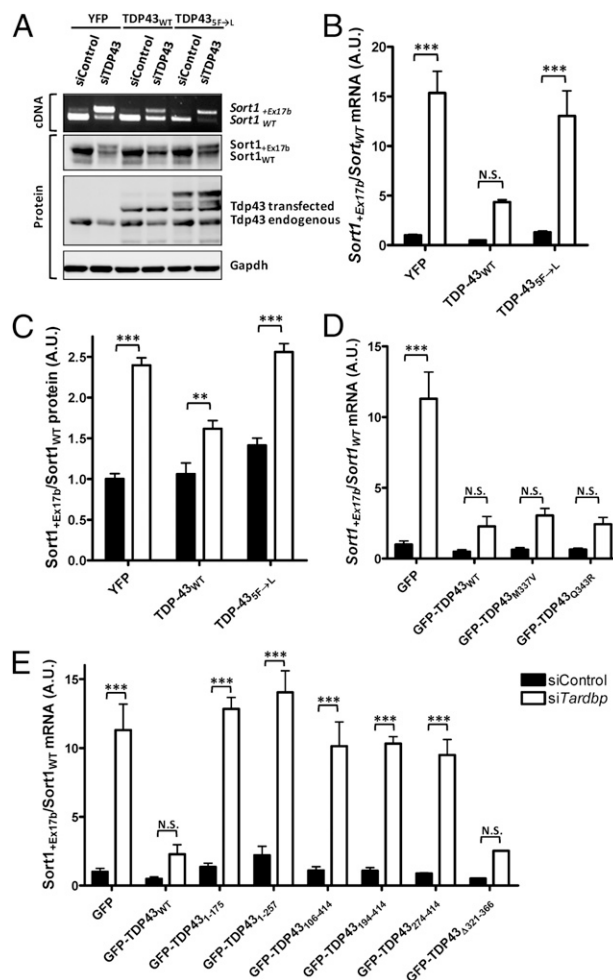 A
YFP TDP43WT TDP435F→L
siControl siTDP43 siControl siTDP43 siControl siTDP43
cDNA
Sort1 +Ex17b
Sort1 WT
Protein
Sort1+Ex17b
Sort1WT
Tdp43 transfected
Tdp43 endogenous
Gapdh
B
Sort1+Ex17b/SortWT mRNA (A.U.)
20
15
10
5
0
***
N.S.
***
YFP
TDP-43WT
TDP-435F→L
C
Sort1+Ex17b/Sort1WT protein (A.U.)
2.5
2.0
1.5
1.0
0.5
0
***
**
***
YFP
TDP-43WT
TDP-435F→L
D
Sort1+Ex17b/Sort1WT mRNA (A.U.)
15
10
5
0
***
N.S.
N.S.
N.S.
GFP
GFP-TDP43WT
GFP-TDP43M337V
GFP-TDP43Q343R
E
Sort1+Ex17b/Sort1WT mRNA (A.U.)
15
10
5
0
***
N.S.
***
***
***
***
***
N.S.
GFP
GFP-TDP43WT
GFP-TDP431-175
GFP-TDP431-257
GFP-TDP43106-414
GFP-TDP43194-414
GFP-TDP43274-414
GFP-TDP43Δ321-366
siControl
siTardbp